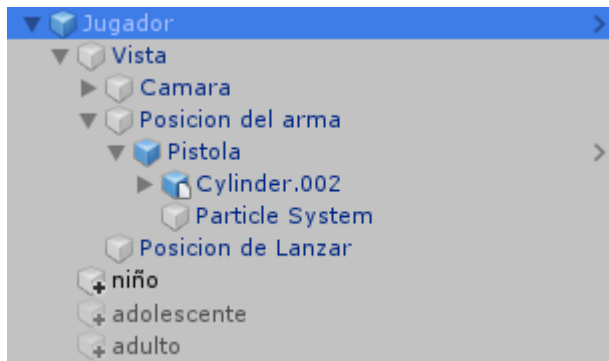 Jugador
Vista
Camara
Posicion del arma
Pistola
Cylinder.002
Particle System
Posicion de Lanzar
niño
adolescente
adulto